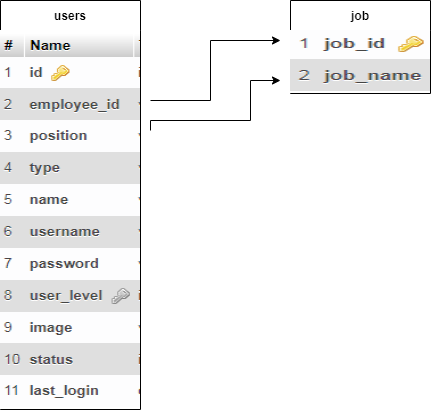 users
# Name
1 id
2 employee_id
3 position
4 type
5 name
6 username
7 password
8 user_level
9 image
10 status
11 last_login
job
1 job_id
2 job_name